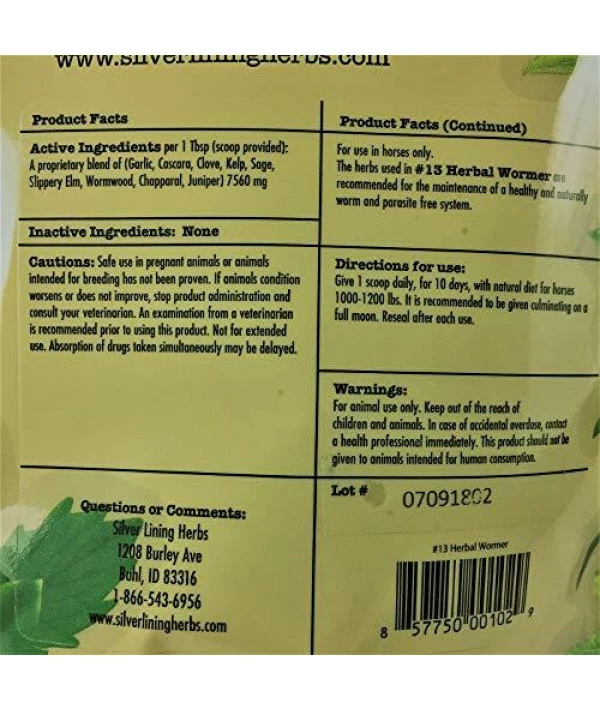 www.silverliningherbs.com
Product Facts
Active Ingredients per 1 Tbsp (scoop provided):
A proprietary blend of (Garlic, Cascara, Clove, Kelp, Sage,
Slippery Elm, Wormwood, Chapparal, Juniper) 7560 mg
Inactive Ingredients: None
Cautions: Safe use in pregnant animals or animals
intended for breeding has not been proven. If animals condition
worsens or does not improve, stop product administration and
consult your veterinarian. An examination from a veterinarian
is recommended prior to using this product. Not for extended
use. Absorption of drugs taken simultaneously may be delayed.
Questions or Comments:
Silver Lining Herbs
1208 Burley Ave
Buhl, ID 83316
1-866-543-6956
www.silverliningherbs.com
Product Facts (Continued)
For use in horses only.
The herbs used in #13 Herbal Wormer are
recommended for the maintenance of a healthy and naturally
worm and parasite free system.
Directions for use:
Give 1 scoop daily, for 10 days, with natural diet for horses
1000-1200 lbs. It is recommended to be given culminating on a
full moon. Reseal after each use.
Warnings:
For animal use only. Keep out of the reach of
children and animals. In case of accidental overdose, contact
a health professional immediately. This product should not be
given to animals intended for human consumption.
Lot # 07091802
#13 Herbal Wormer
8 57750 00102 9